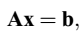 Ax = b,